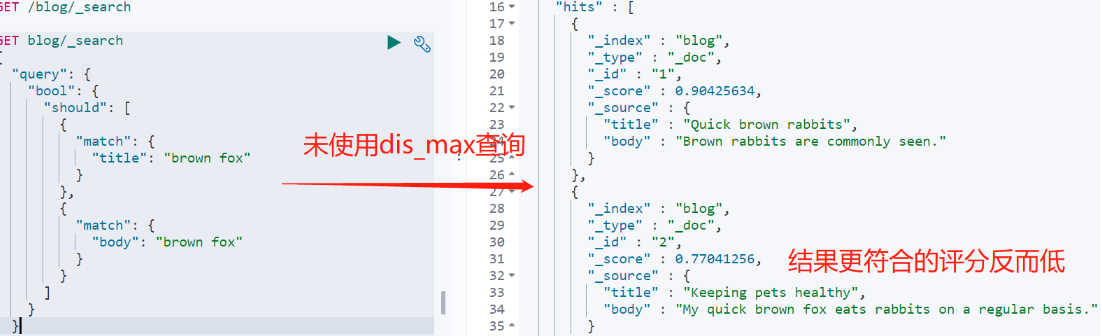 GET /blog/_search
GET blog/_search
{
"query": {
"bool": {
"should": [
{
"match": {
"title": "brown fox"
}
},
{
"match": {
"body": "brown fox"
}
}
]
}
}
未使用dis_max查询
16 "hits" : [
17 {
18 "_index" : "blog",
19 "_type" : "_doc",
20 "_id" : "1",
21 "_score" : 0.90425634,
22 "_source" : {
23 "title" : "Quick brown rabbits",
24 "body" : "Brown rabbits are commonly seen."
25 }
26 },
27 {
28 "_index" : "blog",
29 "_type" : "_doc",
30 "_id" : "2",
31 "_score" : 0.77041256,
32 "_source" : {
33 "title" : "Keeping pets healthy",
34 "body" : "My quick brown fox eats rabbits on a regular basis."
35 }
结果更符合的评分反而低